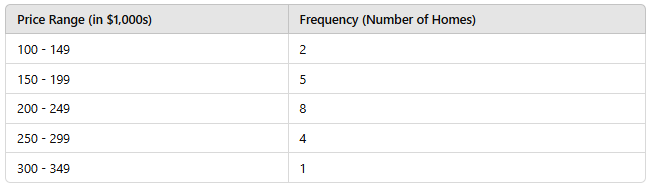 Price Range (in $1,000s) Frequency (Number of Homes)
100 - 149 2
150 - 199 5
200 - 249 8
250 - 299 4
300 - 349 1